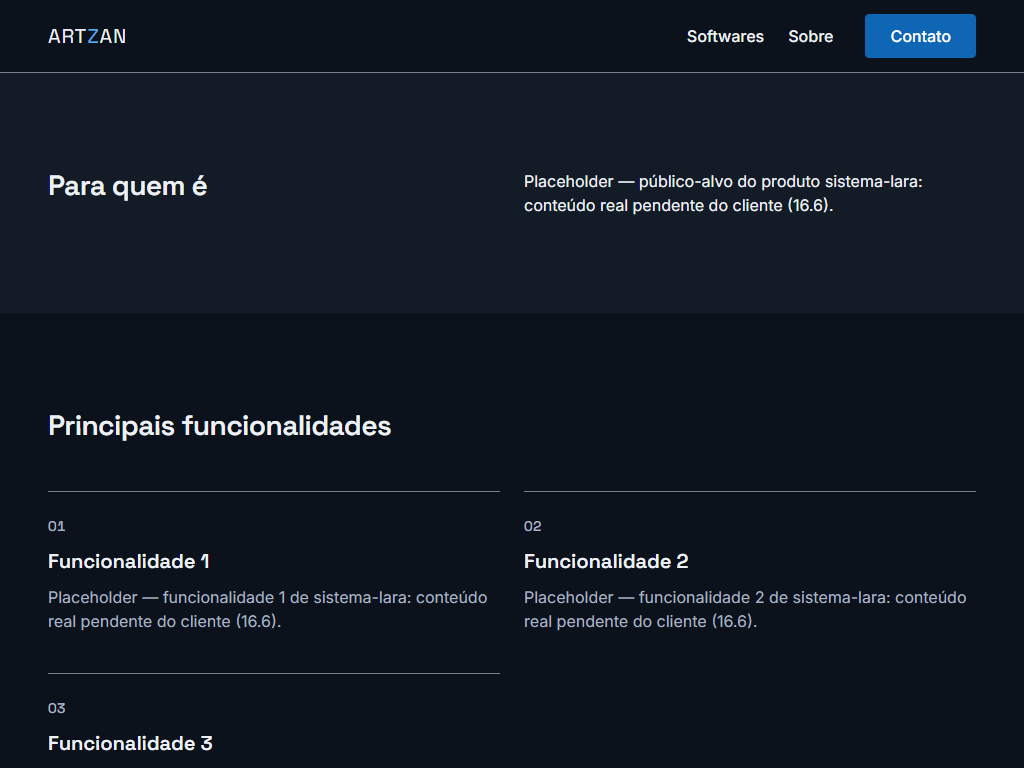 ARTZAN
Softwares
Sobre
Contato
Para quem é
Placeholder — público-alvo do produto sistema-lara:
conteúdo real pendente do cliente (16.6).
Principais funcionalidades
01
Funcionalidade 1
Placeholder — funcionalidade 1 de sistema-lara: conteúdo
real pendente do cliente (16.6).
02
Funcionalidade 2
Placeholder — funcionalidade 2 de sistema-lara: conteúdo
real pendente do cliente (16.6).
03
Funcionalidade 3